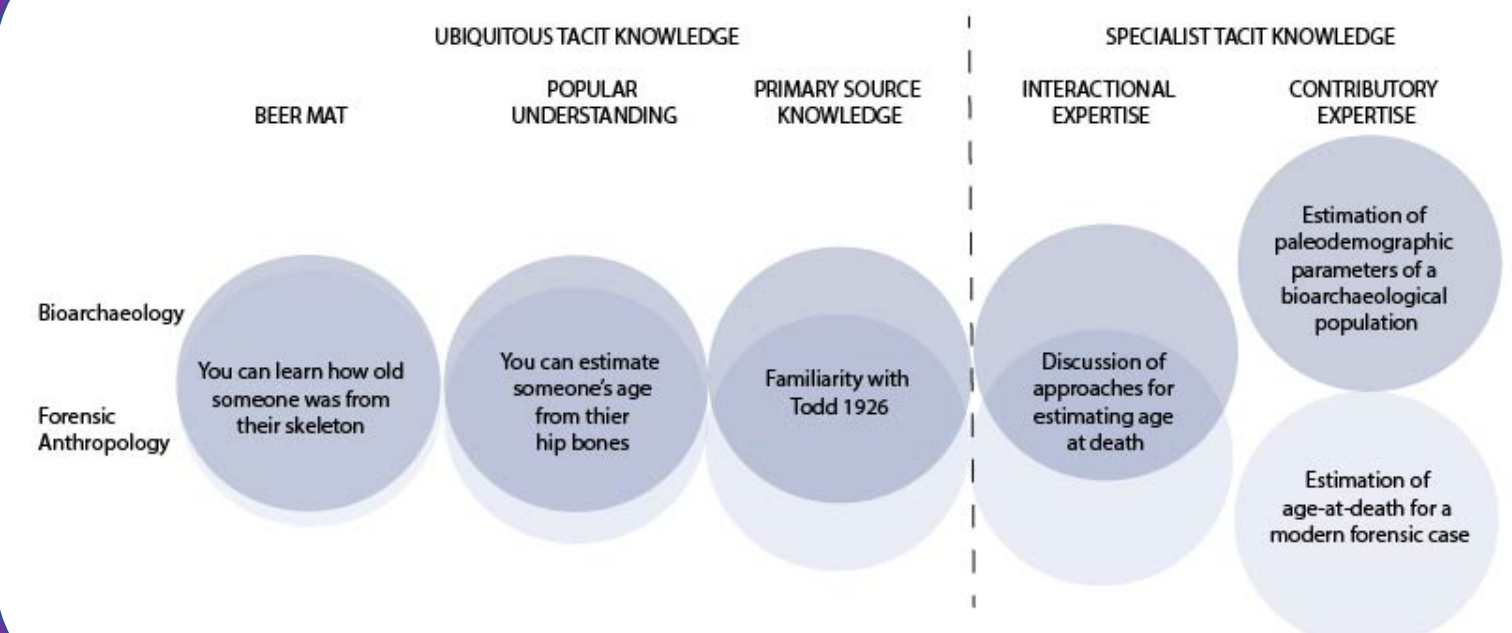 UBIQUITOUS TACIT KNOWLEDGE
SPECIALIST TACIT KNOWLEDGE
BEER MAT
POPULAR
UNDERSTANDING
PRIMARY SOURCE
KNOWLEDGE
INTERACTIONAL
EXPERTISE
CONTRIBUTORY
EXPERTISE
Bioarchaeology
Forensic
Anthropology
You can learn how old
someone was from
their skeleton
You can estimate
someone's age
from thier
hip bones
Familiarity with
Todd 1926
Discussion of
approaches for
estimating age
at death
Estimation of
paleodemographic
parameters of a
bioarchaeological
population
Estimation of
age-at-death for a
modern forensic case